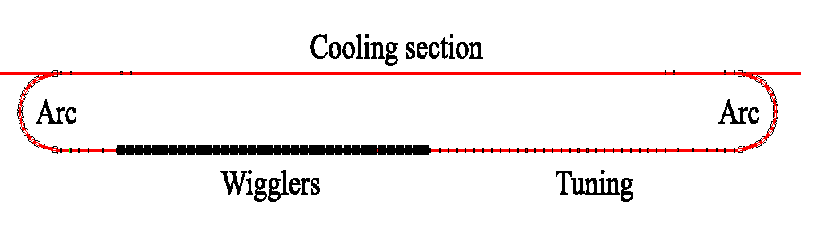 Cooling section
Arc
Arc
Wigglers
Tuning